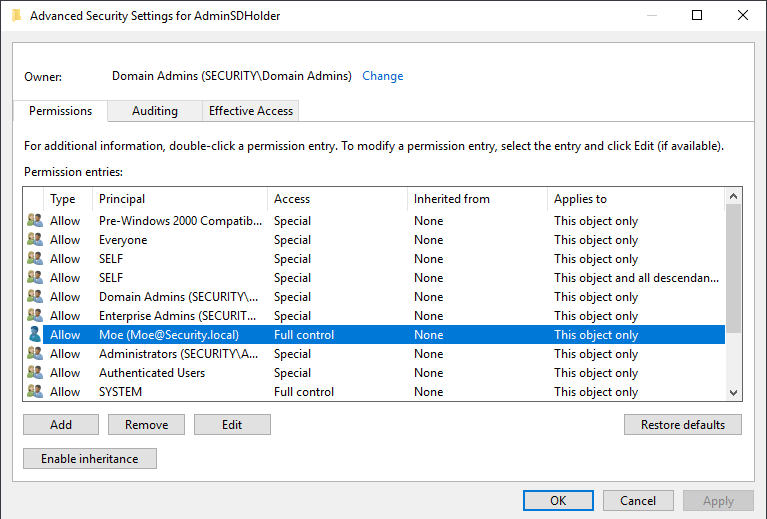 Advanced Security Settings for AdminSDHolder
Owner: Domain Admins (SECURITY\Domain Admins) Change
Permissions Auditing Effective Access
For additional information, double-click a permission entry. To modify a permission entry, select the entry and click Edit (if available).
Permission entries:
Type Principal Access Inherited from Applies to
Allow Pre-Windows 2000 Compatib... Special None This object only
Allow Everyone Special None This object only
Allow SELF Special None This object only
Allow SELF Special None This object and all descendan...
Allow Domain Admins (SECURITY\... Special None This object only
Allow Enterprise Admins (SECURIT... Special None This object only
Allow Moe (Moe@Security.local) Full control None This object only
Allow Administrators (SECURITY\A... Special None This object only
Allow Authenticated Users Special None This object only
Allow SYSTEM Full control None This object only
Add Remove Edit Restore defaults
Enable inheritance
OK Cancel Apply